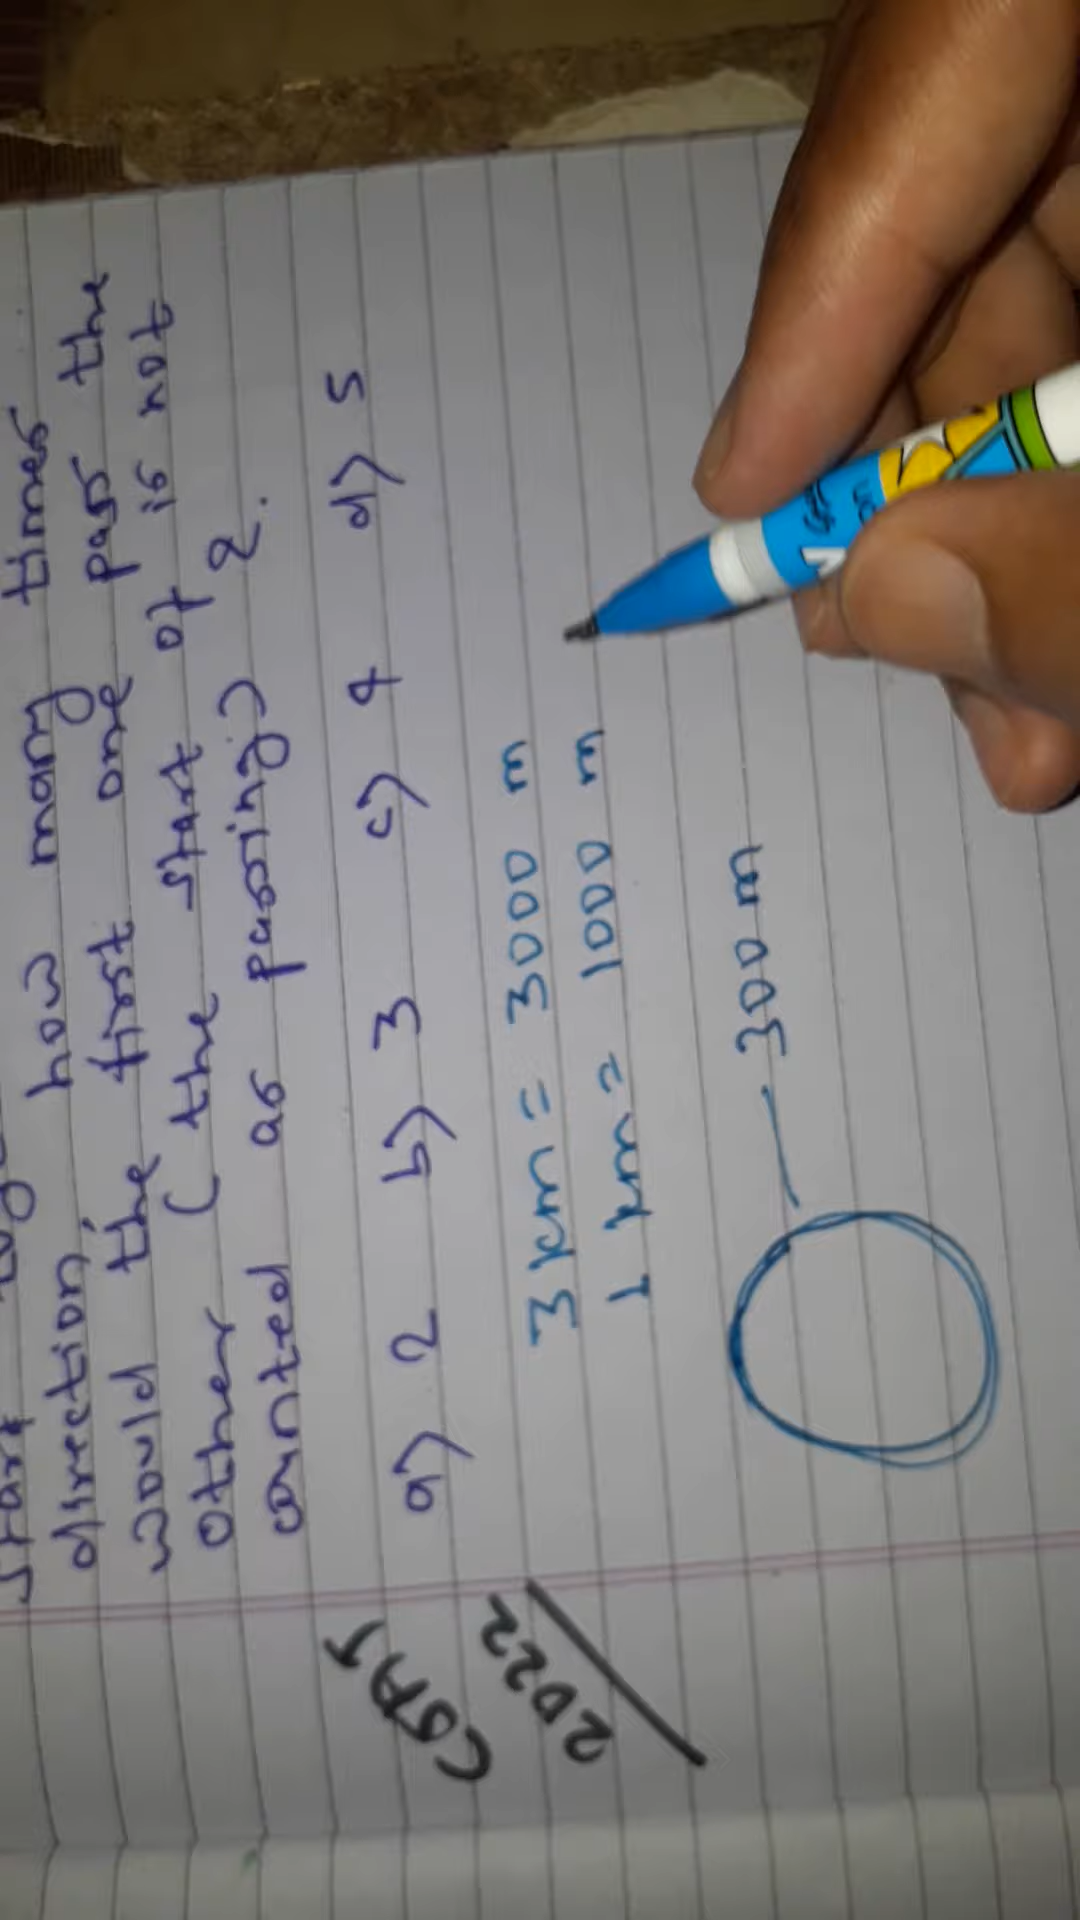 start
direction, how many times
would the first one pass the
other (the start of is not
counted as passing) ?
a) 2 b) 3 c) 4 d) 5
3 km = 3000 m
1 km = 1000 m
300 m
CSAT
2022